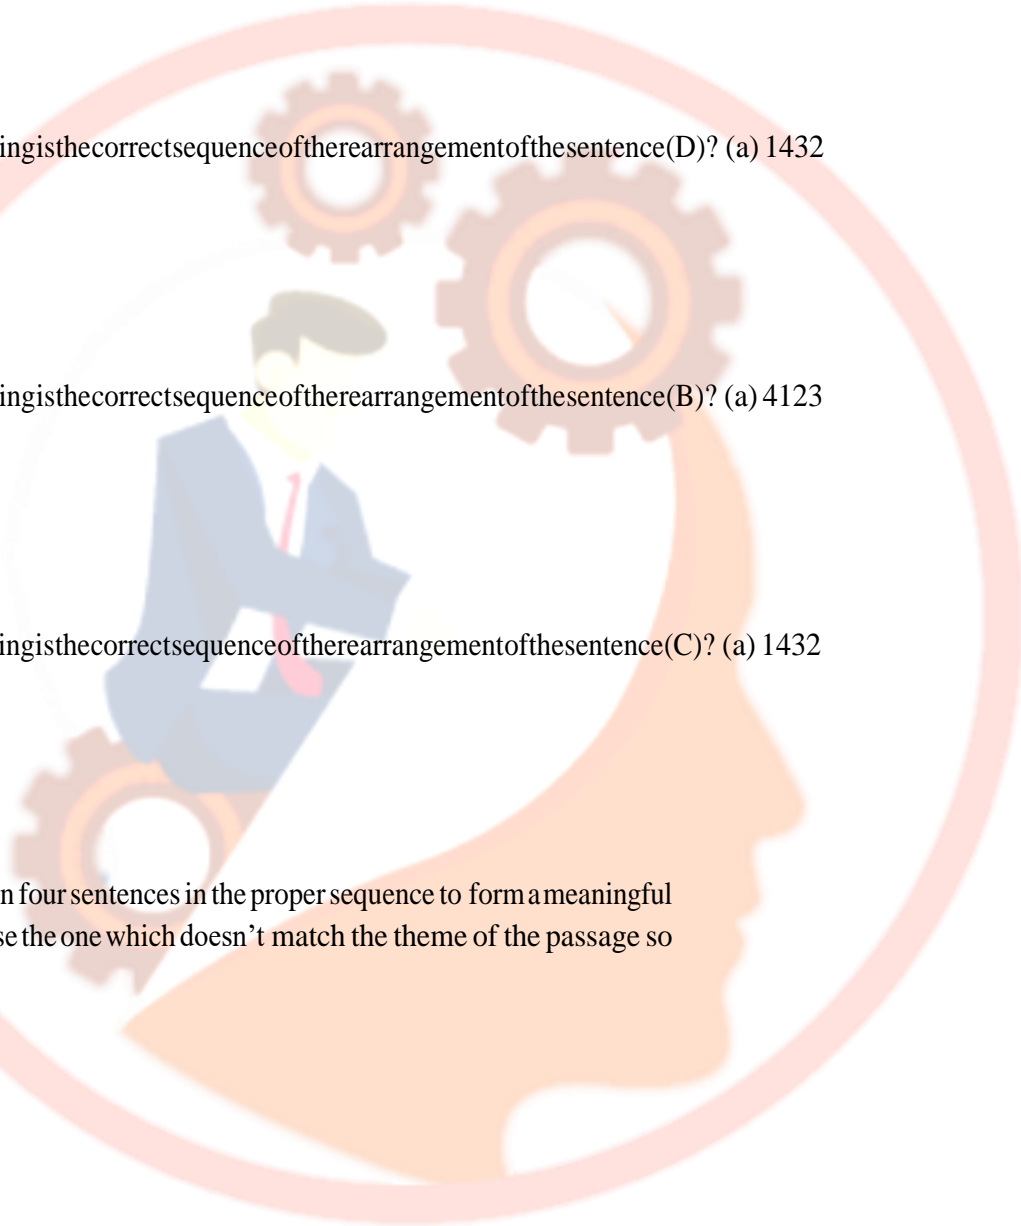 ingisthecorrectsequenceoftherearrangementofthesentence(D)? (a) 1432
ingisthecorrectsequenceoftherearrangementofthesentence(B)? (a) 4123
ingisthecorrectsequenceoftherearrangementofthesentence(C)? (a) 1432
n four sentences in the proper sequence to form a meaningful
se the one which doesn’t match the theme of the passage so